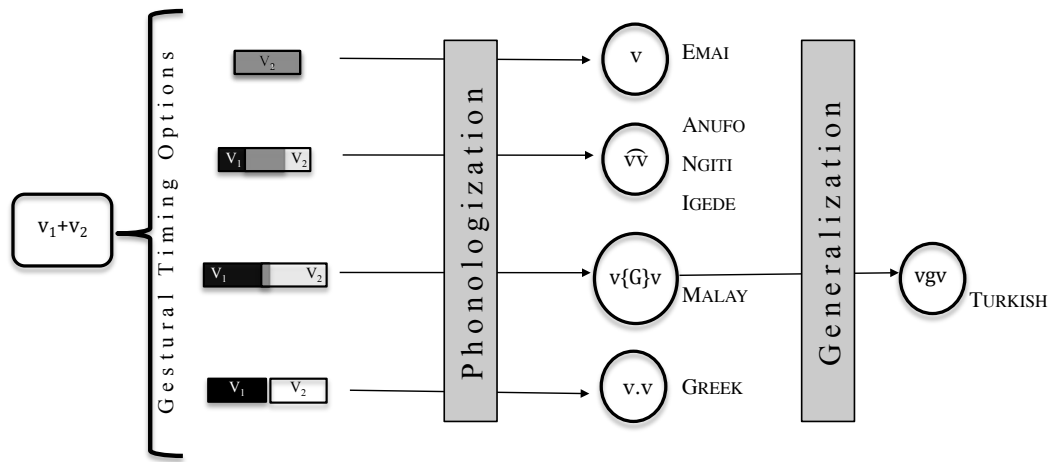 v₁+v₂
Gestural Timing Options
V₂
V₁ V₂
V₁ V₂
V₁ V₂
Phonologization
v
EMAI
v͡v
ANUFO
NGITI
IGEDE
v{G}v
MALAY
v.v
GREEK
Generalization
vgv
TURKISH